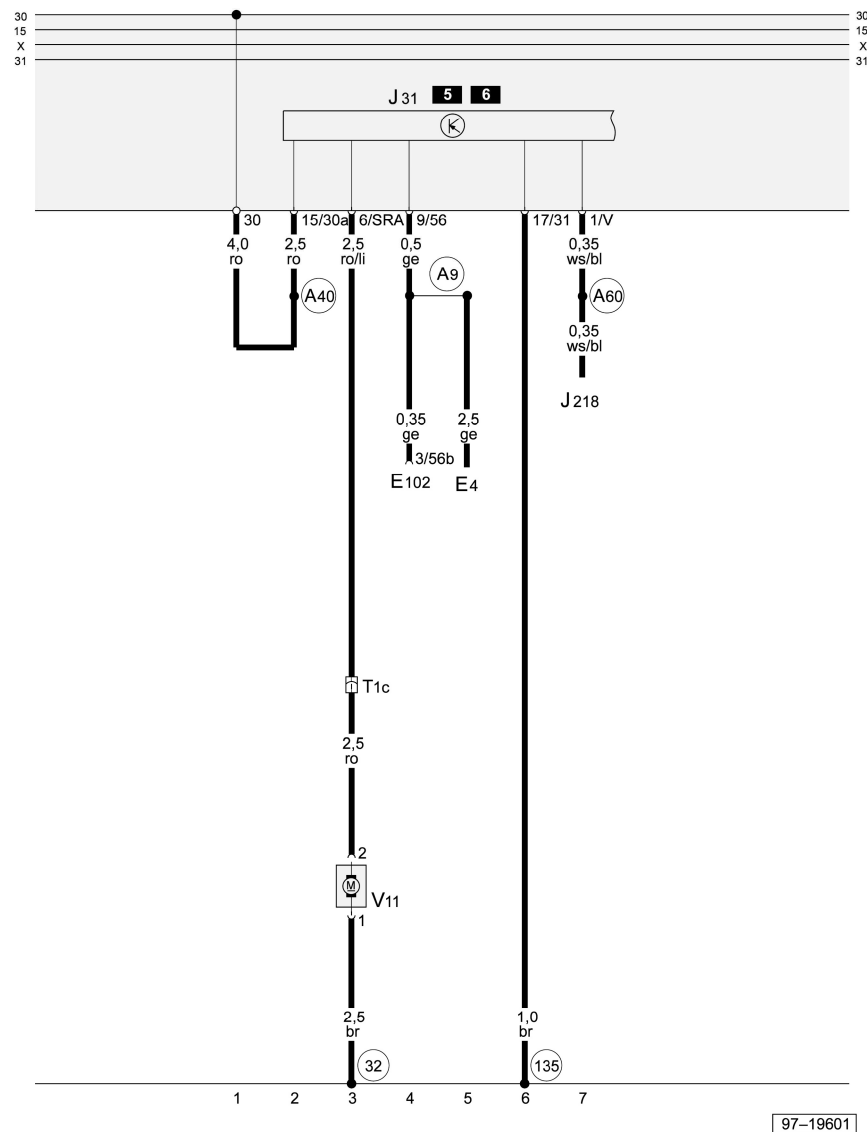 30 30
15 15
X X
31 31
J 31 5 6
30 15/30a 6/SRA 9/56 17/31 1/V
4,0 2,5 2,5 0,5 0,35
ro ro ro/li ge ws/bl
A9
A40 A60
0,35
ws/bl
J 218
0,35 2,5
ge ge
3/56b
E102 E4
T1c
2,5
ro
2
M
V11
1
2,5 1,0
br br
32 135
1 2 3 4 5 6 7
97–19601